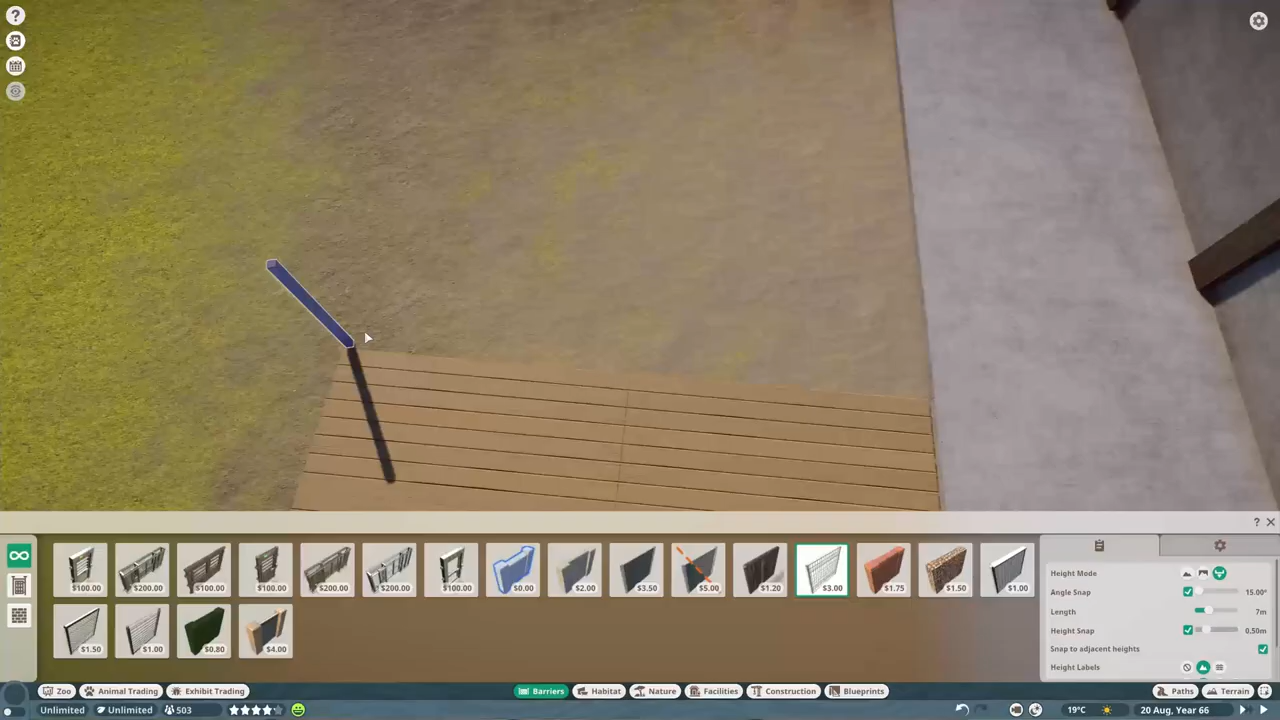 ?
? ×
$100.00 $200.00 $100.00 $100.00 $200.00 $200.00 $100.00 $0.00 $2.00 $3.50 $5.00 $1.20 $3.00 $1.75 $1.50 $1.00
$1.50 $1.00 $0.80 $4.00
Height Mode
Angle Snap 15.00°
Length 7m
Height Snap 0.50m
Snap to adjacent heights
Height Labels
Zoo Animal Trading Exhibit Trading Barriers Habitat Nature Facilities Construction Blueprints Paths Terrain
Unlimited Unlimited 503 19°C 20 Aug, Year 66